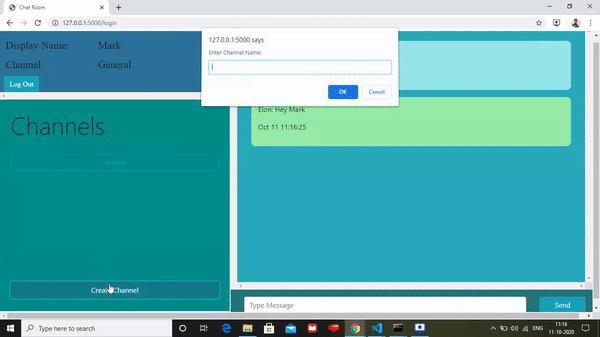 Chat Room
127.0.0.1:5000/login
127.0.0.1:5000 says
Enter Channel Name:
OK
Cancel
Display Name: Mark
Channel: General
Log Out
Channels
Create Channel
Elon: Hey Mark
Oct 11 11:16:25
Type Message
Send
Type here to search
ENG
11:16
11-10-2020